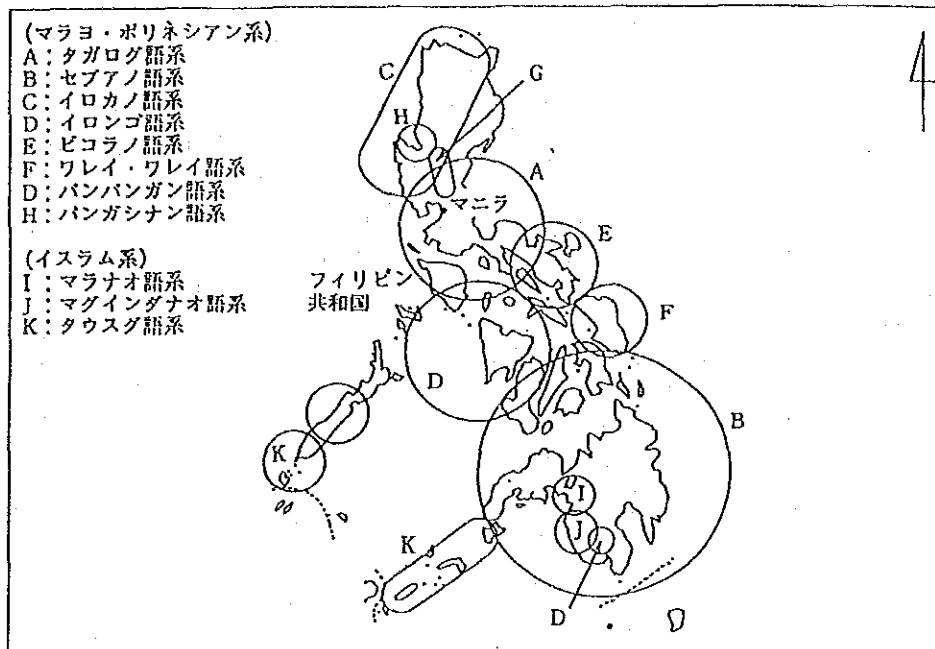 (マラヨ・ポリネシアン系)
A:タガログ語系
B:セブアノ語系
C:イロカノ語系
D:イロンゴ語系
E:ビコラノ語系
F:ワレイ・ワレイ語系
D:パンパンガン語系
H:パンガシナン語系
(イスラム系)
I:マラナオ語系
J:マグインダナオ語系
K:タウスグ語系
C
G
H
A
マニラ
E
フィリピン
共和国
F
D
B
K
I
J
K
D